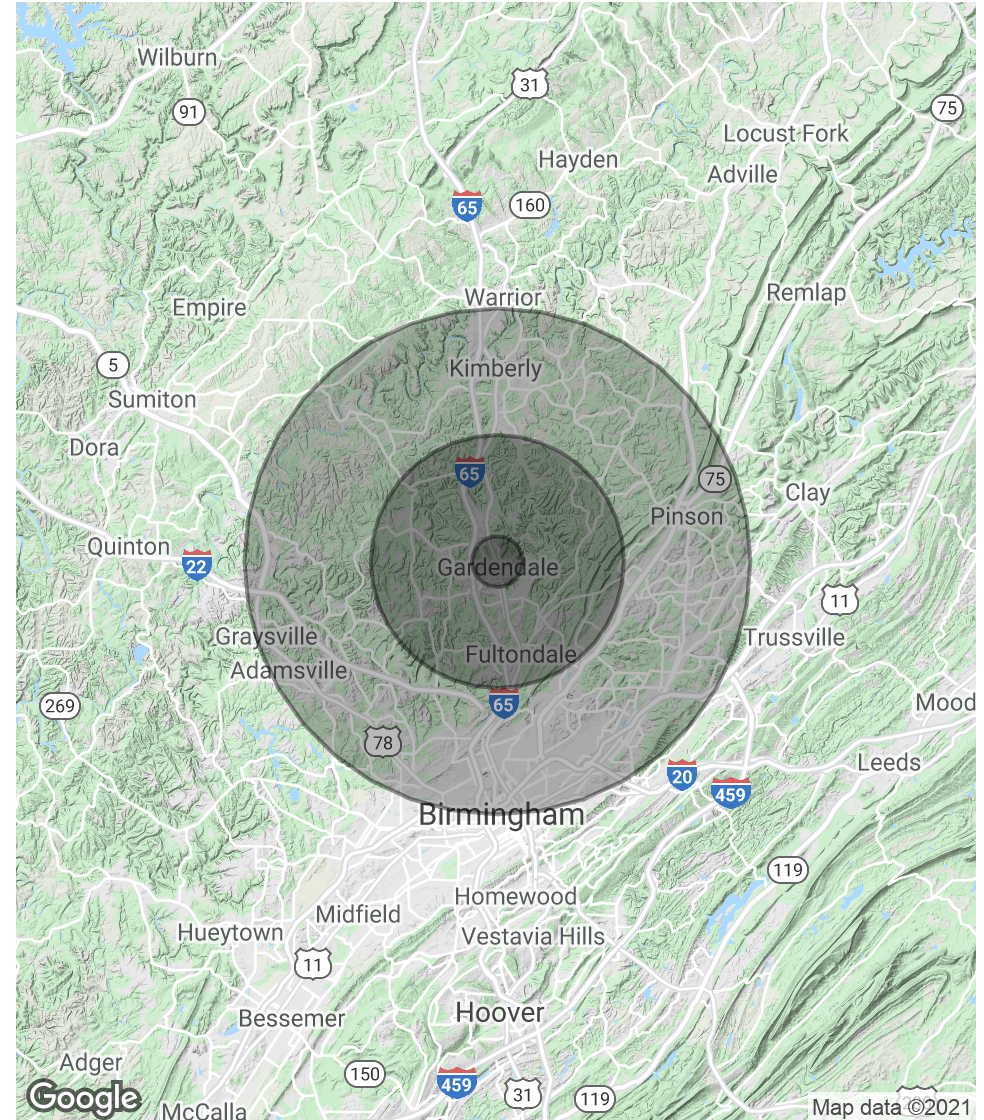 Wilburn
31
91
75
Locust Fork
Hayden
Adville
65
160
Remlap
Warrior
Empire
5
Kimberly
Sumiton
Dora
65
75
Clay
Pinson
Quinton
22
Gardendale
11
Graysville
Trussville
Fultondale
Adamsville
269
65
Mood
78
Leeds
20
459
Birmingham
119
Homewood
Midfield
Hueytown
Vestavia Hills
11
Hoover
Bessemer
Adger
150
459
31
119
Google
McCalla
Map data ©2021